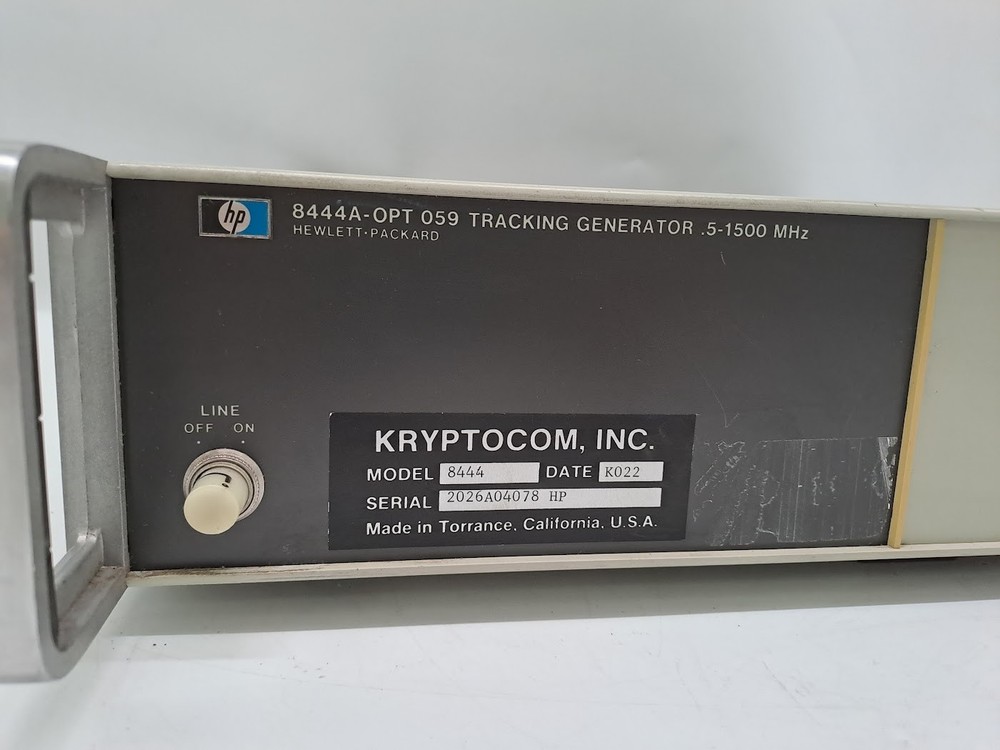 hp
8444A-OPT 059 TRACKING GENERATOR .5-1500 MHz
HEWLETT·PACKARD
LINE
OFF ON
KRYPTOCOM, INC.
MODEL 8444 DATE K022
SERIAL 2026A04078 HP
Made in Torrance, California, U.S.A.